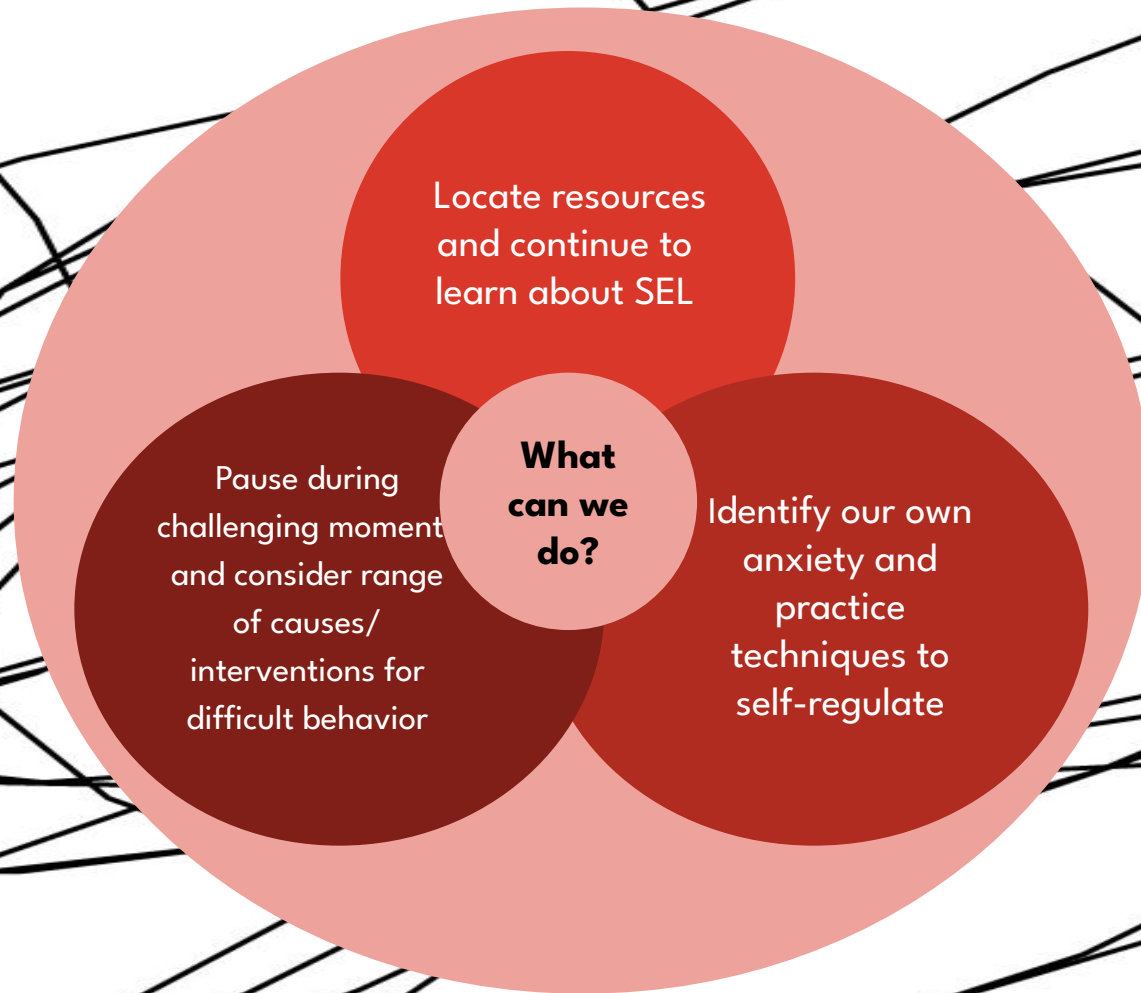 Locate resources
and continue to
learn about SEL
What
can we
do?
Pause during
challenging moment
and consider range
of causes/
interventions for
difficult behavior
Identify our own
anxiety and
practice
techniques to
self-regulate